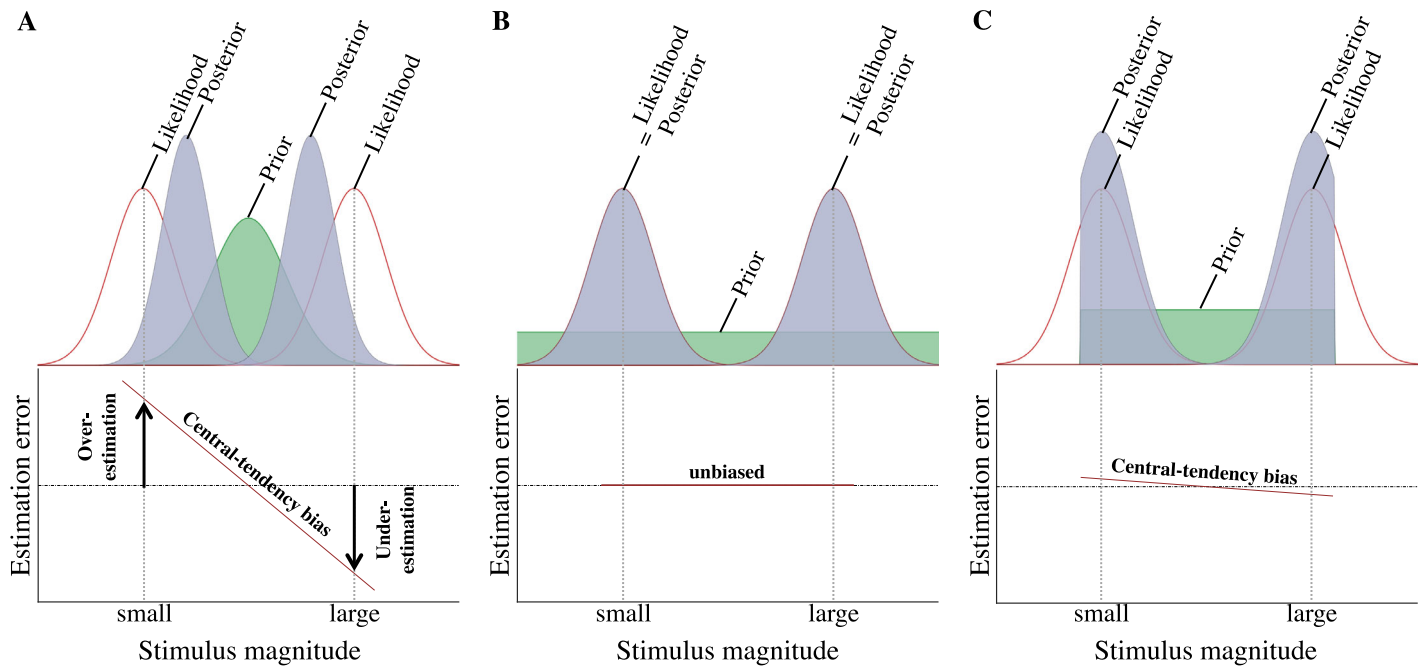 A
Likelihood
Posterior
Prior
Posterior
Likelihood
Estimation error
Over-
estimation
Central-tendency bias
Under-
estimation
small
large
Stimulus magnitude
B
= Likelihood
Posterior
Prior
= Likelihood
Posterior
Estimation error
unbiased
small
large
Stimulus magnitude
C
Posterior
Likelihood
Prior
Posterior
Likelihood
Estimation error
Central-tendency bias
small
large
Stimulus magnitude